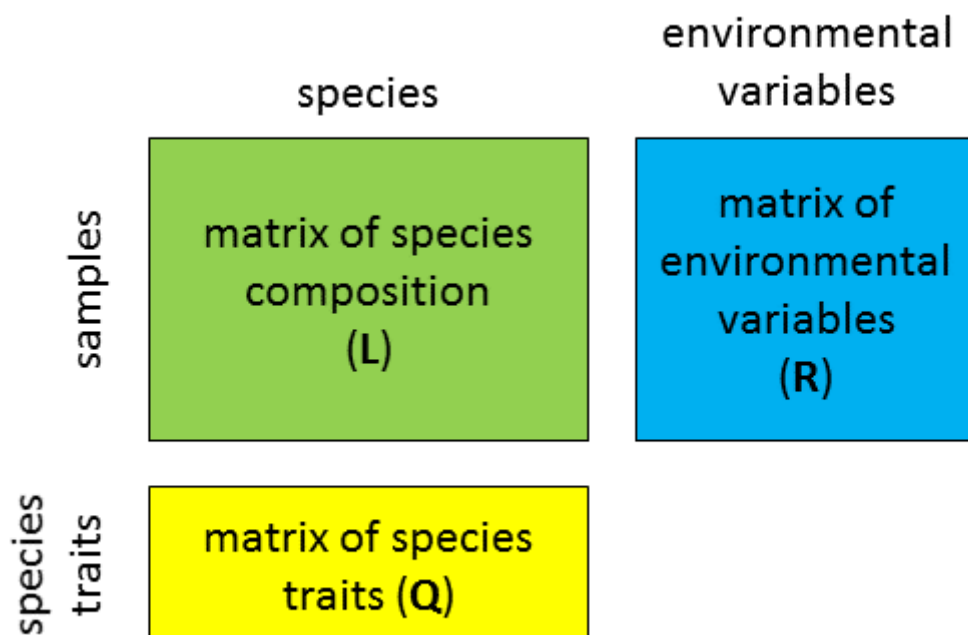 environmental
variables
species
samples
matrix of species
composition
(L)
matrix of
environmental
variables
(R)
species
traits
matrix of species
traits (Q)